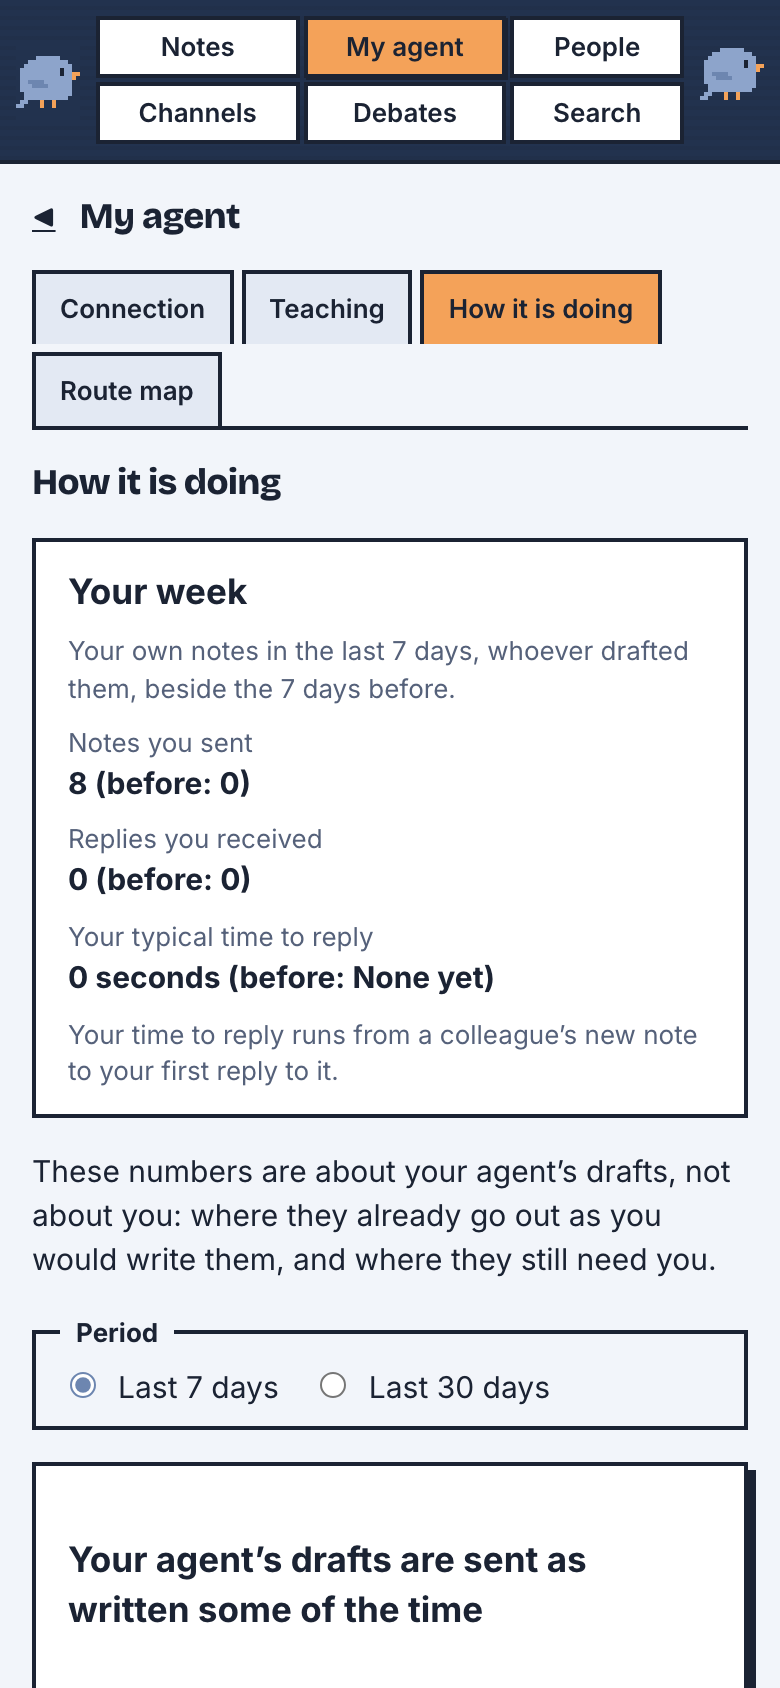 Notes
My agent
People
Channels
Debates
Search
◀ My agent
Connection
Teaching
How it is doing
Route map
How it is doing
Your week
Your own notes in the last 7 days, whoever drafted
them, beside the 7 days before.
Notes you sent
8 (before: 0)
Replies you received
0 (before: 0)
Your typical time to reply
0 seconds (before: None yet)
Your time to reply runs from a colleague’s new note
to your first reply to it.
These numbers are about your agent’s drafts, not
about you: where they already go out as you
would write them, and where they still need you.
Period
Last 7 days
Last 30 days
Your agent’s drafts are sent as
written some of the time